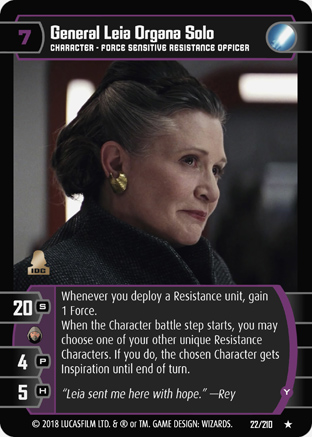 7
General Leia Organa Solo
CHARACTER - FORCE SENSITIVE RESISTANCE OFFICER
IDC
20 S
4 P
5 H
Whenever you deploy a Resistance unit, gain
1 Force.
When the Character battle step starts, you may
choose one of your other unique Resistance
Characters. If you do, the chosen Character gets
Inspiration until end of turn.
“Leia sent me here with hope.” —Rey
Y
© 2018 LUCASFILM LTD. & ® or TM. GAME DESIGN: WIZARDS.
22/210